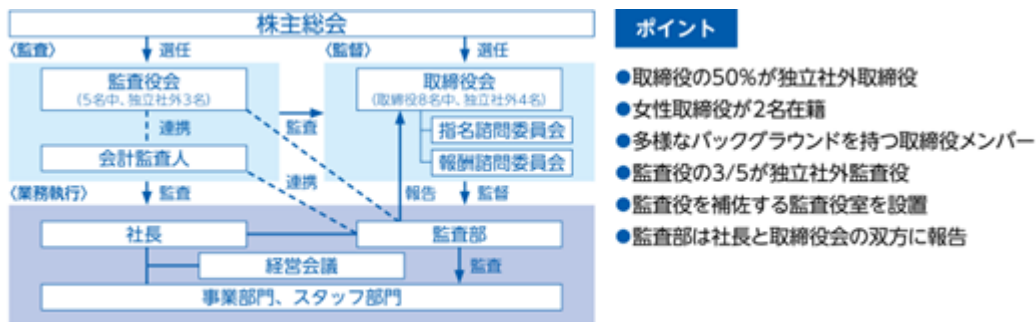 株主総会
〈監査〉
選任
〈監督〉
選任
監査役会
(5名中、独立社外3名)
取締役会
(取締役8名中、独立社外4名)
監査
連携
指名諮問委員会
会計監査人
報酬諮問委員会
連携
〈業務執行〉
監査
報告
監督
社長
監査部
経営会議
監査
事業部門、スタッフ部門
ポイント
●取締役の50%が独立社外取締役
●女性取締役が2名在籍
●多様なバックグラウンドを持つ取締役メンバー
●監査役の3/5が独立社外監査役
●監査役を補佐する監査役室を設置
●監査部は社長と取締役会の双方に報告